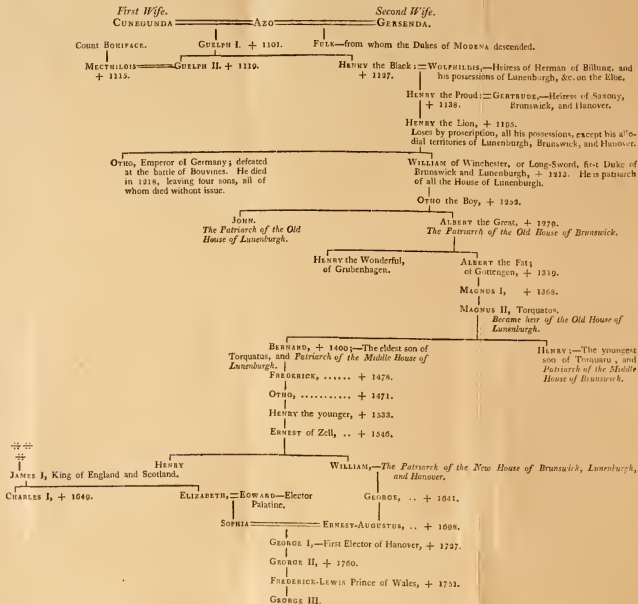 First Wife. Second Wife.
CUNEGUNDA AZO GERSENDA.
Count BONIFACE. GUELPH I. + 1101. FULK—from whom the Dukes of MODENA descended.
MECTHILDIS GUELPH II. + 1119. HENRY the Black: WOLPHILDIS,—Heiress of Herman of Billung, and
+ 1115. + 1127. his possessions of Lunenburgh, &c. on the Elbe.
HENRY the Proud: GERTRUDE,—Heiress of Saxony,
+ 1138. Brunswick, and Hanover.
HENRY the Lion, + 1195.
Loses by proscription, all his possessions, except his allo-
dial territories of Lunenburgh, Brunswick, and Hanover.
OTHO, Emperor of Germany; defeated WILLIAM of Winchester, or Long-Sword, first Duke of
at the battle of BOUVINES. He died Brunswick and Lunenburgh, + 1213. He is patriarch
in 1218, leaving four sons, all of of all the House of Lunenburgh.
whom died without issue.
OTHO the Boy, + 1252.
JOHN. ALBERT the Great, + 1279.
The Patriarch of the Old The Patriarch of the Old House of Brunswick.
House of Lunenburgh.
HENRY the Wonderful, ALBERT the Fat;
of Grubenhagen. of Gottengen, + 1319.
MAGNUS I, + 1368.
MAGNUS II, Torquatus.
Became heir of the Old House of
Lunenburgh.
BERNARD, + 1400;—The eldest son of HENRY;—The youngest
Torquatus, and Patriarch of the Middle House of son of Torquatu, and
Lunenburgh. Patriarch of the Middle
FREDERICK, ...... + 1478. House of Brunswick.
OTHO, .......... + 1471.
HENRY the younger, + 1533.
ERNEST of Zell, .. + 1546.
HENRY WILLIAM,—The Patriarch of the New House of Brunswick, Lunenburgh,
JAMES I, King of England and Scotland. and Hanover.
CHARLES I, + 1649. ELIZABETH, EDWARD—Elector GEORGE, .. + 1641.
Palatine.
SOPHIA ERNEST-AUGUSTUS, .. + 1698.
GEORGE I,—First Elector of Hanover, + 1727.
GEORGE II, + 1760.
FREDERICK-LEWIS Prince of Wales, + 1751.
GEORGE III.